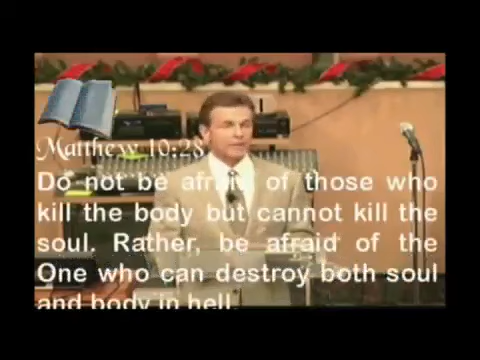 Matthew 10:28
Do not be afraid of those who
kill the body but cannot kill the
soul. Rather, be afraid of the
One who can destroy both soul
and body in hell.